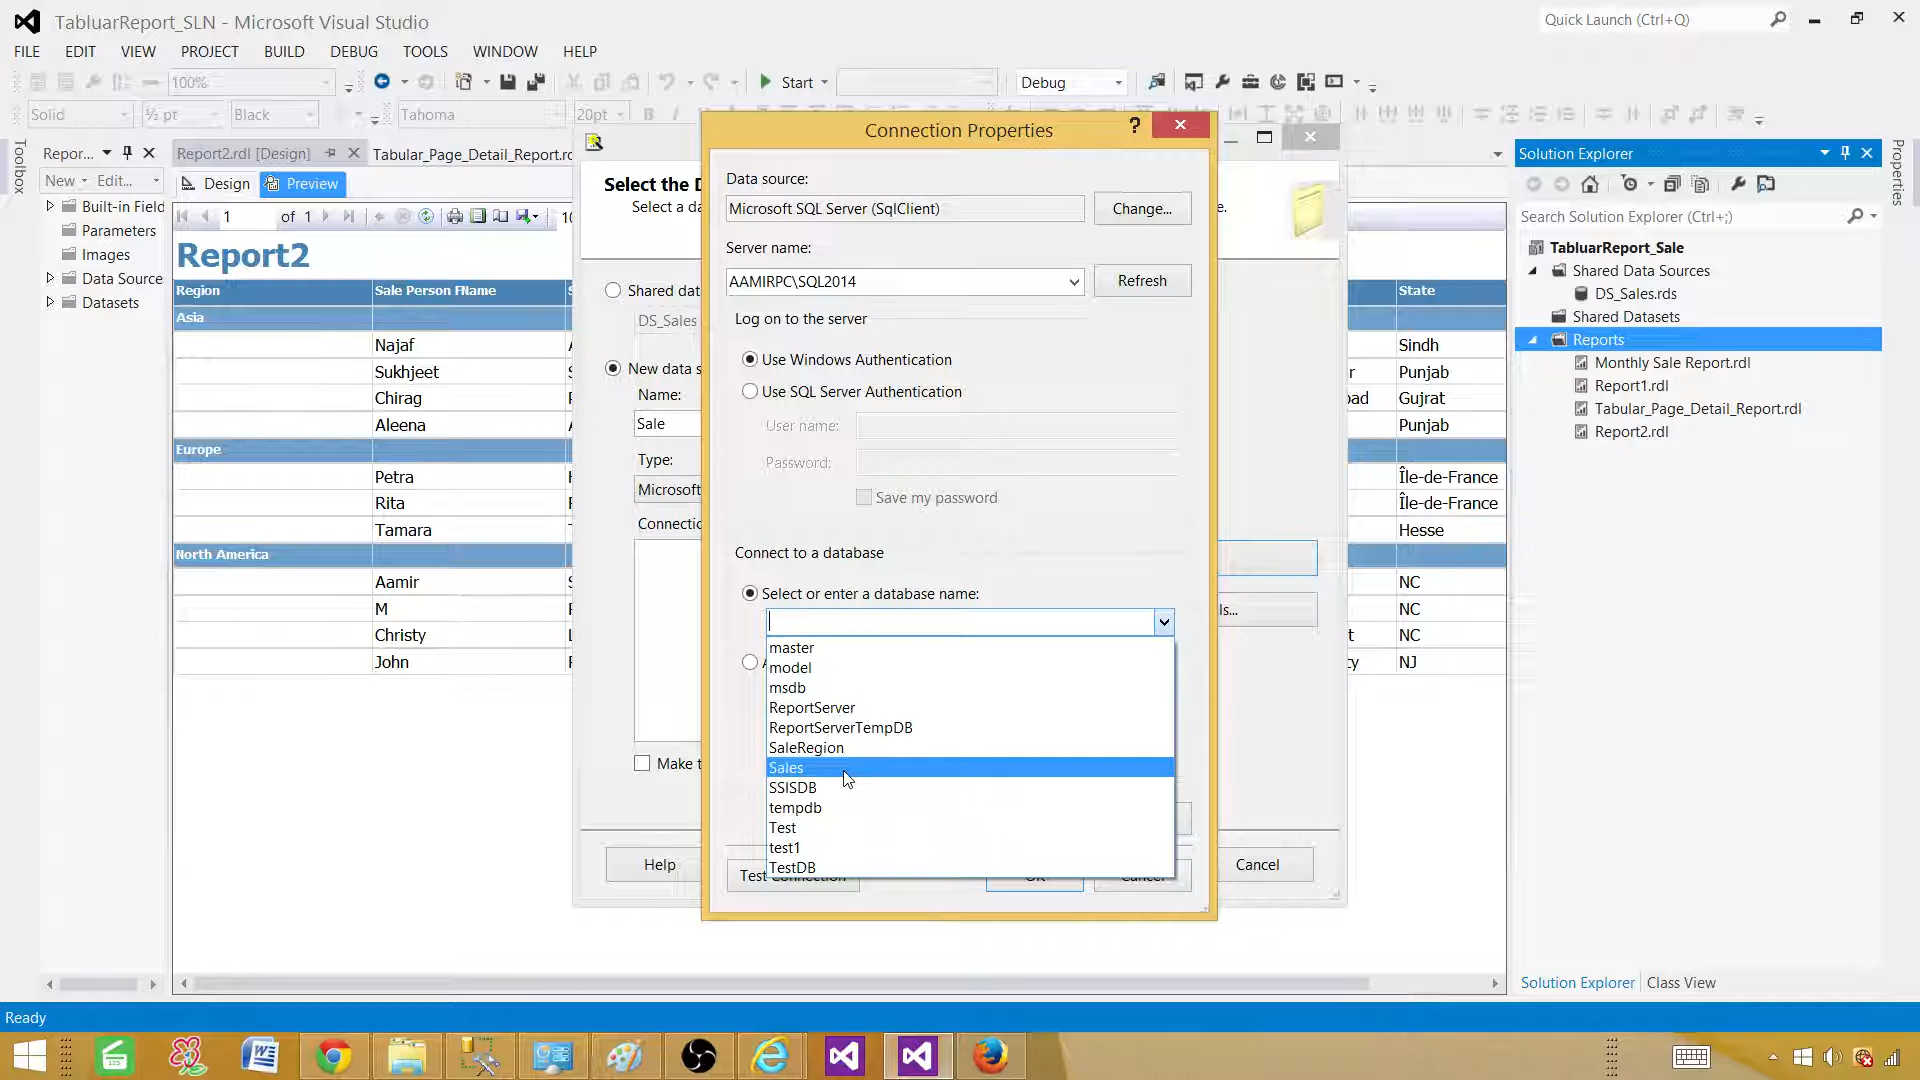 TabluarReport_SLN - Microsoft Visual Studio
Quick Launch (Ctrl+Q)
FILE EDIT VIEW PROJECT BUILD DEBUG TOOLS WINDOW HELP
100%
Start
Debug
Solid
½ pt
Black
Tahoma
20pt
Toolbox
Repor...
Report2.rdl [Design]
Tabular_Page_Detail_Report.rd
New
Edit...
Design
Preview
Built-in Field
Parameters
Images
Data Source
Datasets
1 of 1
Report2
Region Sale Person FName State
Asia
Najaf Sindh
Sukhjeet Punjab
Chirag Gujrat
Aleena Punjab
Europe
Petra Île-de-France
Rita Île-de-France
Tamara Hesse
North America
Aamir NC
M NC
Christy NC
John NJ
Select the D
Select a da
Shared dat
DS_Sales
New data s
Name:
Sale
Type:
Microsoft
Connectio
Make t
Help
Cancel
Connection Properties
?
Data source:
Microsoft SQL Server (SqlClient)
Change...
Server name:
AAMIRPC\SQL2014
Refresh
Log on to the server
Use Windows Authentication
Use SQL Server Authentication
User name:
Password:
Save my password
Connect to a database
Select or enter a database name:
master
model
msdb
ReportServer
ReportServerTempDB
SaleRegion
Sales
SSISDB
tempdb
Test
test1
TestDB
Solution Explorer
Properties
Search Solution Explorer (Ctrl+;)
TabluarReport_Sale
Shared Data Sources
DS_Sales.rds
Shared Datasets
Reports
Monthly Sale Report.rdl
Report1.rdl
Tabular_Page_Detail_Report.rdl
Report2.rdl
Solution Explorer
Class View
Ready